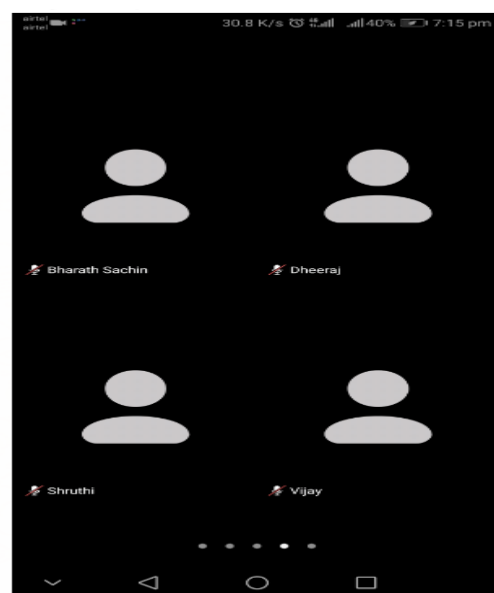 airtel
airtel
30.8 K/s 40% 7:15 pm
Bharath Sachin
Dheeraj
Shruthi
Vijay